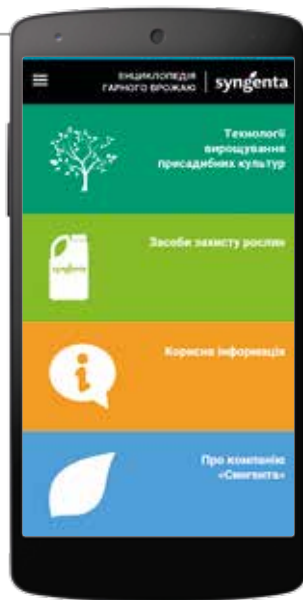 ЕНЦИКЛОПЕДІЯ
ГАРНОГО ВРОЖАЮ
syngenta
Технології
вирощування
присадибних культур
syngenta
Засоби захисту рослин
Корисна інформація
Про компанію
«Сингента»